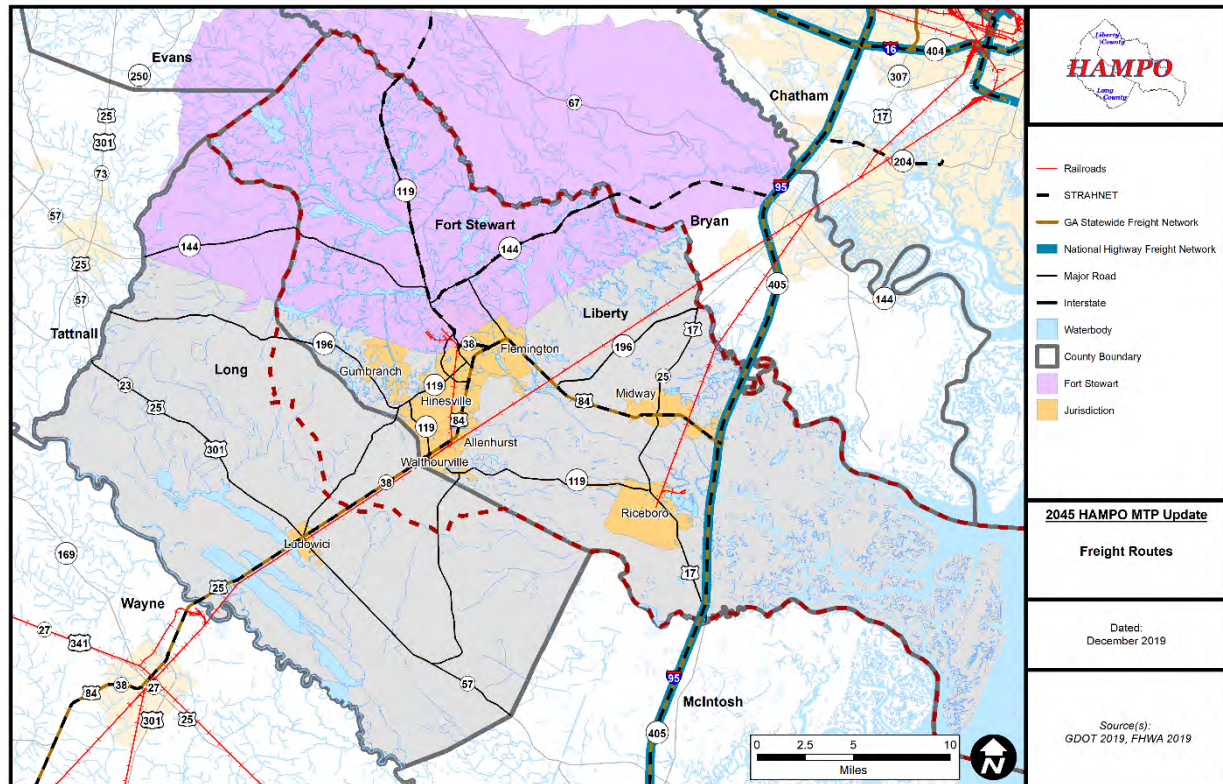 Evans
250
25
301
73
57
57
25
57
Tattnall
67
16
404
307
17
Chatham
204
95
119
Fort Stewart
144
144
Bryan
405
144
Liberty
17
196
38
Flemington
196
Long
Gumbranch
119
Hinesville
84
25
Midway
84
23
25
301
119
Allenhurst
Walthourville
38
119
Riceboro
Ludowici
17
169
25
Wayne
27
341
84
38
27
301
25
57
95
McIntosh
405
0 2.5 5 10
Miles
N
Liberty
County
HAMPO
Long
County
Railroads
STRAHNET
GA Statewide Freight Network
National Highway Freight Network
Major Road
Interstate
Waterbody
County Boundary
Fort Stewart
Jurisdiction
2045 HAMPO MTP Update
Freight Routes
Dated:
December 2019
Source(s):
GDOT 2019, FHWA 2019